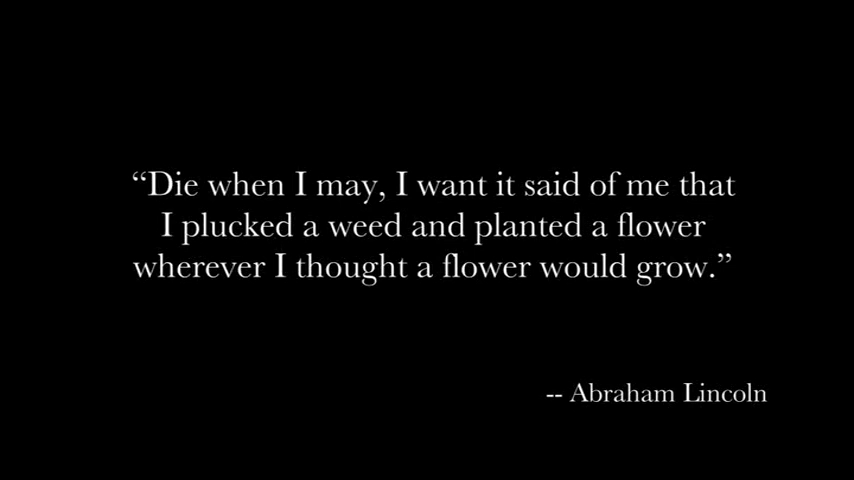 “Die when I may, I want it said of me that
I plucked a weed and planted a flower
wherever I thought a flower would grow.”
-- Abraham Lincoln